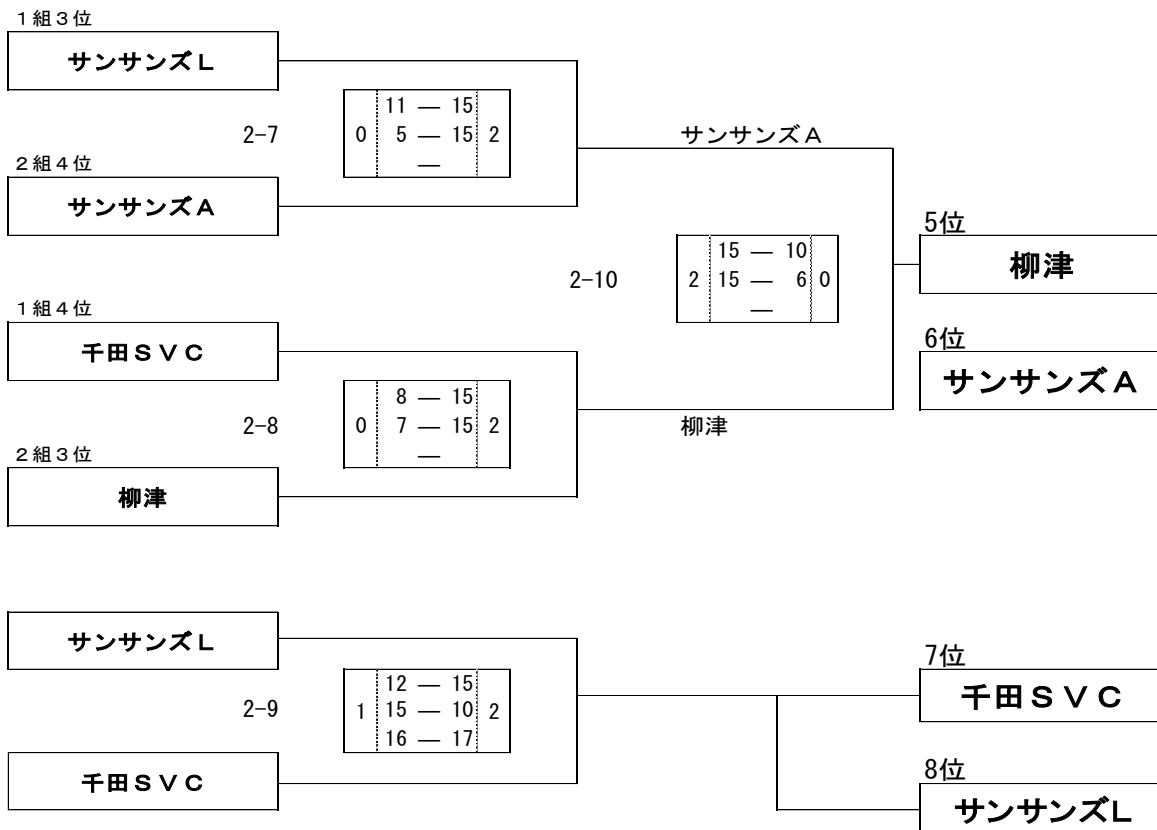 1組3位
サンサンズL
11 — 15
2-7
0 5 — 15 2
—
サンサンズA
2組4位
サンサンズA
5位
柳津
15 — 10
2-10
2 15 — 6 0
—
1組4位
千田SVC
6位
サンサンズA
8 — 15
2-8
0 7 — 15 2
—
柳津
2組3位
柳津
サンサンズL
7位
千田SVC
12 — 15
2-9
1 15 — 10 2
16 — 17
千田SVC
8位
サンサンズL